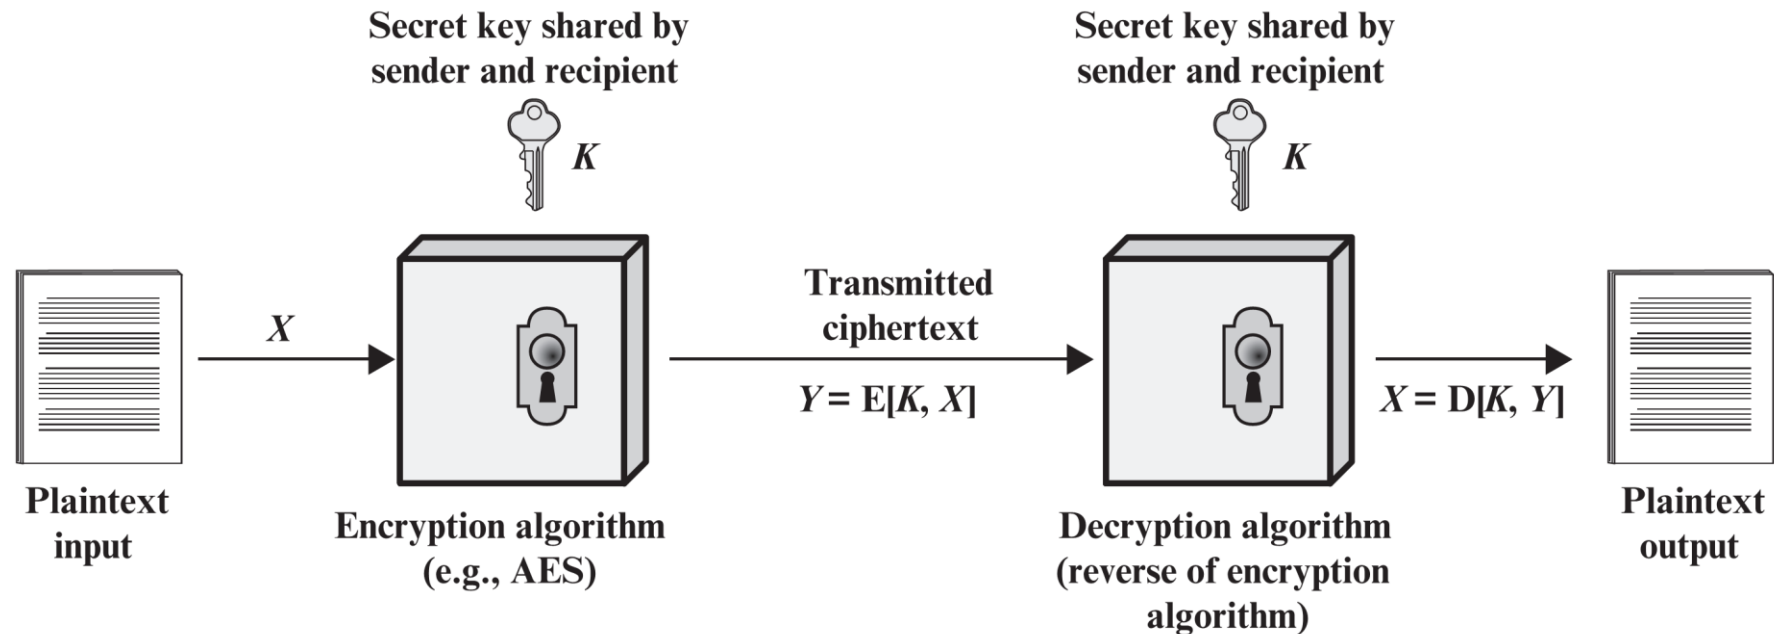 Secret key shared by
sender and recipient
K
Secret key shared by
sender and recipient
K
X
Transmitted
ciphertext
Y = E[K, X]
X = D[K, Y]
Plaintext
input
Encryption algorithm
(e.g., AES)
Decryption algorithm
(reverse of encryption
algorithm)
Plaintext
output